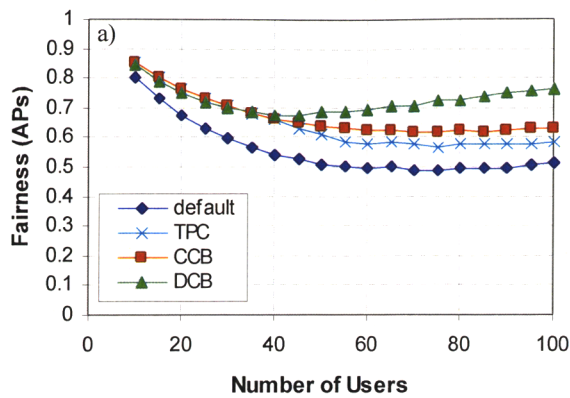 a)
1
0.9
0.8
0.7
0.6
0.5
0.4
0.3
0.2
0.1
0
Fairness (APs)
default
TPC
CCB
DCB
0 20 40 60 80 100
Number of Users